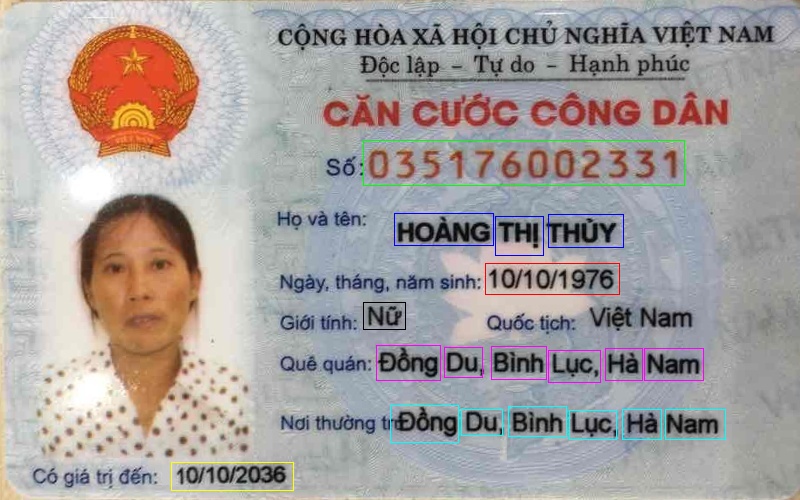 CỘNG HÒA XÃ HỘI CHỦ NGHĨA VIỆT NAM
Độc lập – Tự do – Hạnh phúc
CĂN CƯỚC CÔNG DÂN
Số: 035176002331
Họ và tên: HOÀNG THỊ THỦY
Ngày, tháng, năm sinh: 10/10/1976
Giới tính: Nữ Quốc tịch: Việt Nam
Quê quán: Đồng Du, Bình Lục, Hà Nam
Nơi thường trú: Đồng Du, Bình Lục, Hà Nam
Có giá trị đến: 10/10/2036